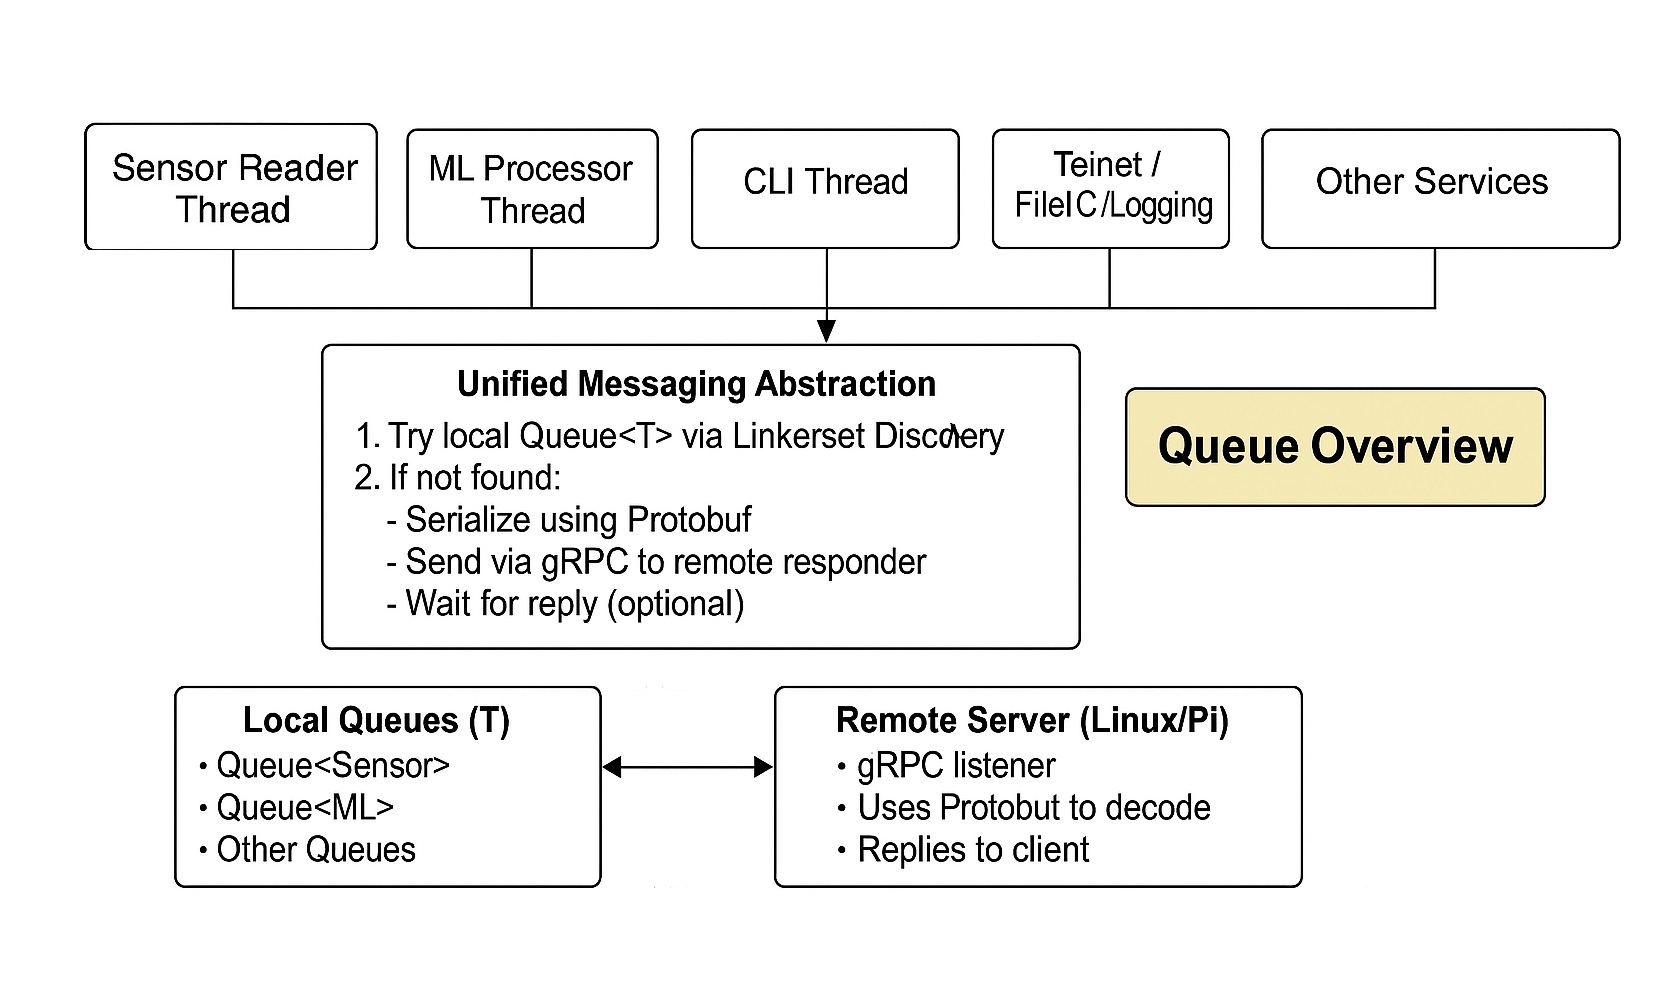 Sensor Reader
Thread
ML Processor
Thread
CLI Thread
Teinet /
FileIC/Logging
Other Services
Unified Messaging Abstraction
1. Try local Queue<T> via Linkerset
2. If not found:
- Serialize using Protobuf
- Send via gRPC to remote responder
- Wait for reply (optional)
Queue Overview
Local Queues (T)
• Queue<Sensor>
• Queue<ML>
• Other Queues
Remote Server (Linux/Pi)
• gRPC listener
• Uses Protobut to decode
• Replies to client